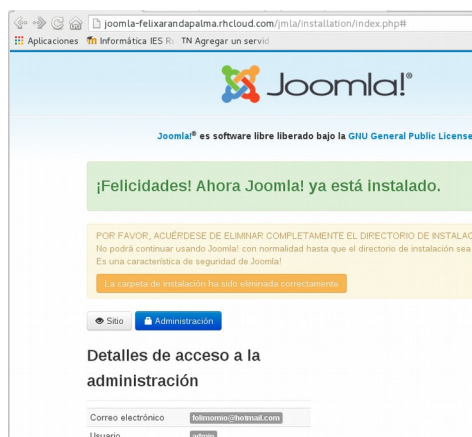 joomla-felixarandapalma.rhcloud.com/jmla/installation/index.php#
Aplicaciones Informática IES TN Agregar un servid
Joomla!®
Joomla!® es software libre liberado bajo la GNU General Public License
¡Felicidades! Ahora Joomla! ya está instalado.
POR FAVOR, ACUÉRDESE DE ELIMINAR COMPLETAMENTE EL DIRECTORIO DE INSTALAC
No podrá continuar usando Joomla! con normalidad hasta que el directorio de instalación sea
Es una característica de seguridad de Joomla!
La carpeta de instalación ha sido eliminada correctamente
Sitio Administración
Detalles de acceso a la
administración
Correo electrónico folimomio@hotmail.com
Usuario admin